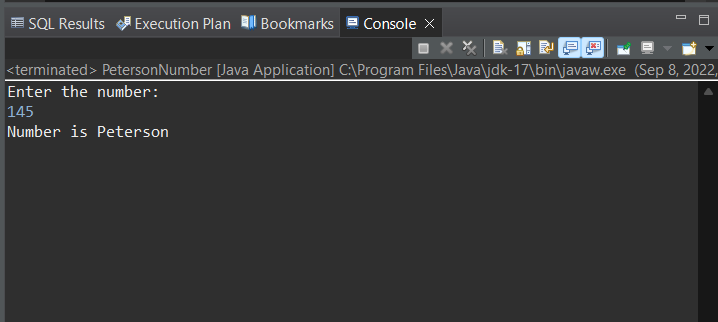 SQL Results Execution Plan Bookmarks Console
<terminated> PetersonNumber [Java Application] C:\Program Files\Java\jdk-17\bin\javaw.exe (Sep 8, 2022,
Enter the number:
145
Number is Peterson